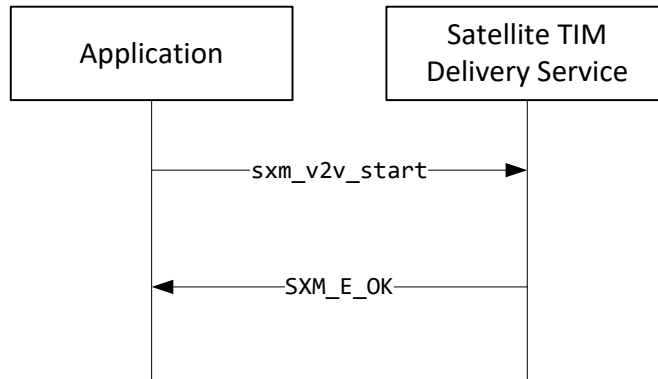 Application
Satellite TIM
Delivery Service
sxm_v2v_start
SXM_E_OK